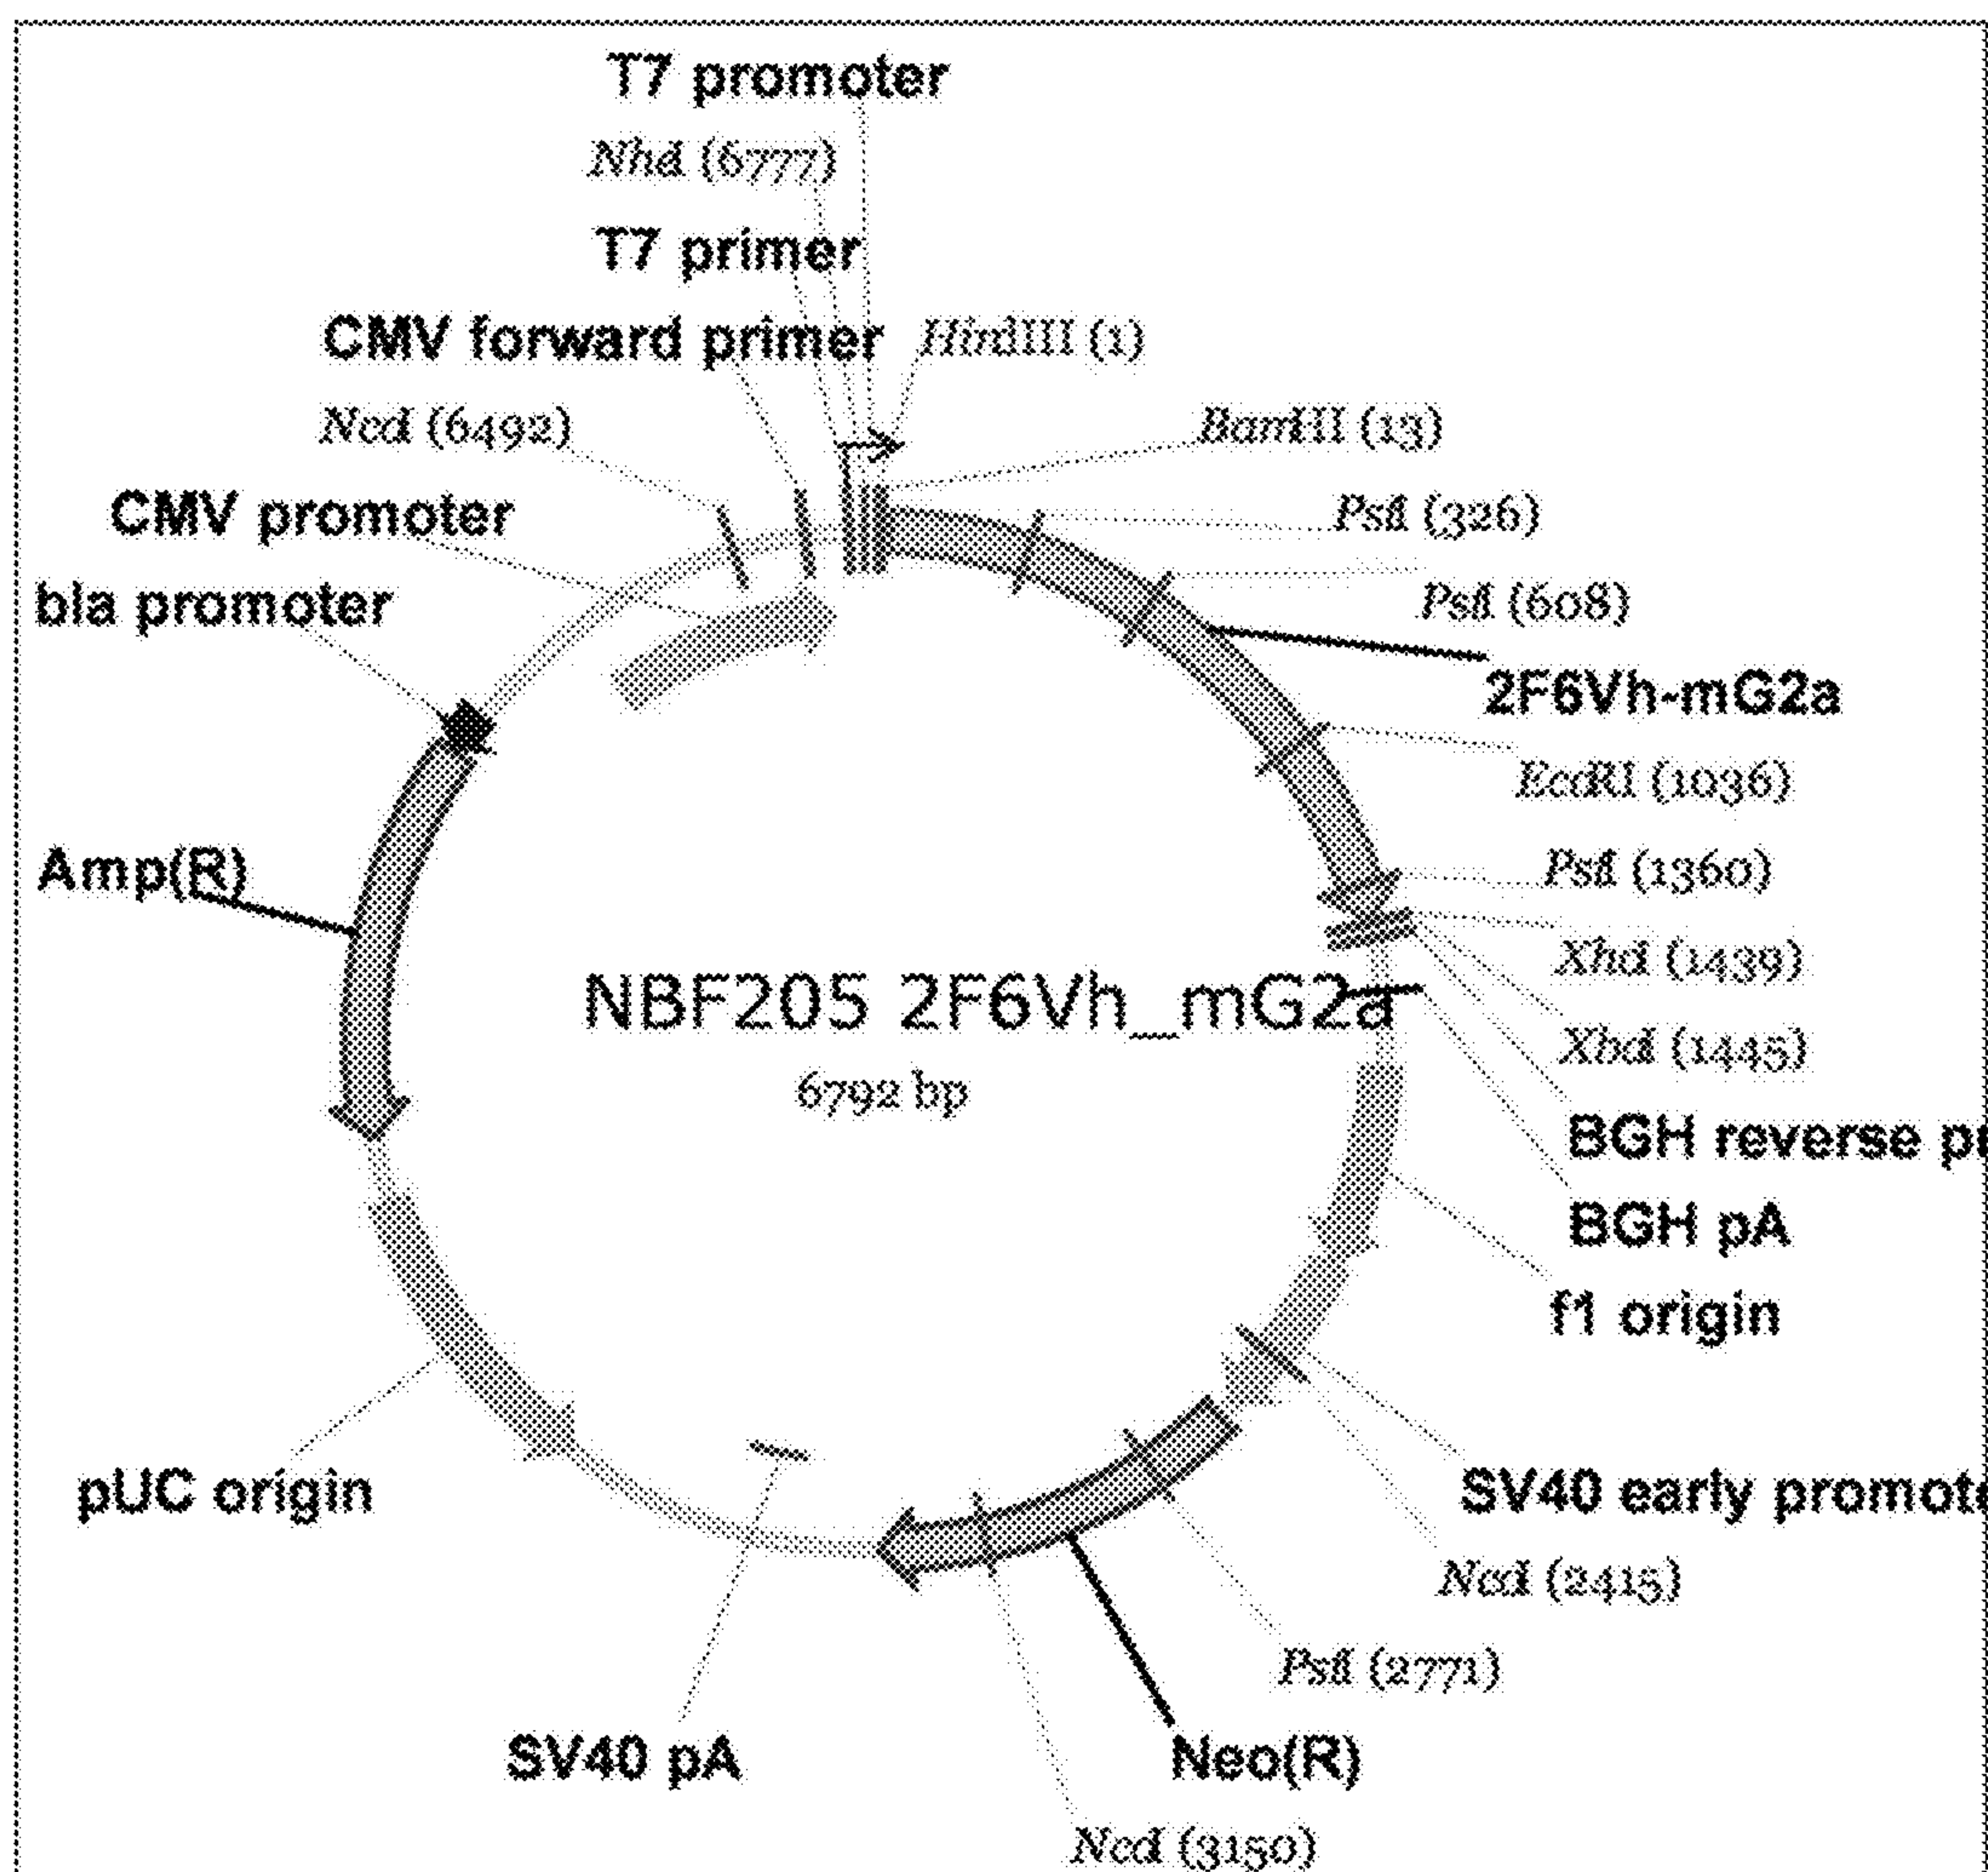 T7 promoter
NheI (6777)
T7 primer
CMV forward primer
HindIII (1)
NcoI (6492)
BamHI (13)
CMV promoter
PstI (326)
bla promoter
PstI (608)
2F6Vh-mG2a
EcoRI (1036)
Amp(R)
PstI (1360)
XhoI (1439)
NBF205 2F6Vh_mG2a
XbaI (1445)
6792 bp
BGH reverse pr
BGH pA
f1 origin
pUC origin
SV40 early promote
NcoI (2415)
PstI (2771)
SV40 pA
Neo(R)
NcoI (3150)